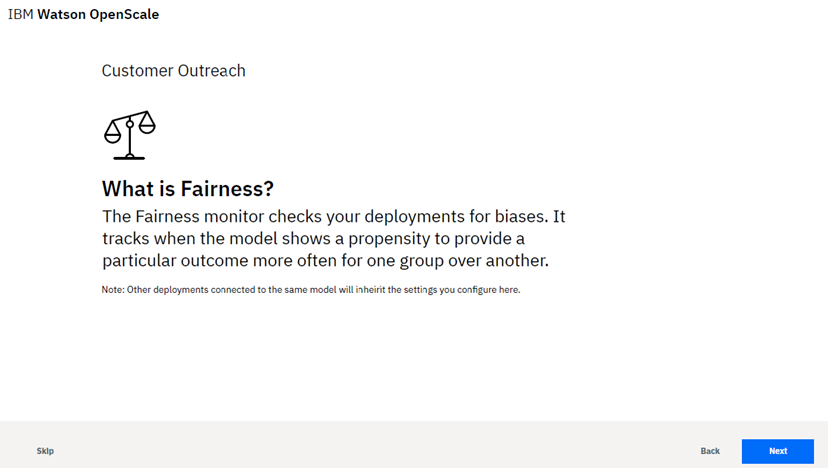 IBM Watson OpenScale
Customer Outreach
What is Fairness?
The Fairness monitor checks your deployments for biases. It
tracks when the model shows a propensity to provide a
particular outcome more often for one group over another.
Note: Other deployments connected to the same model will inheirit the settings you configure here.
Skip
Back
Next